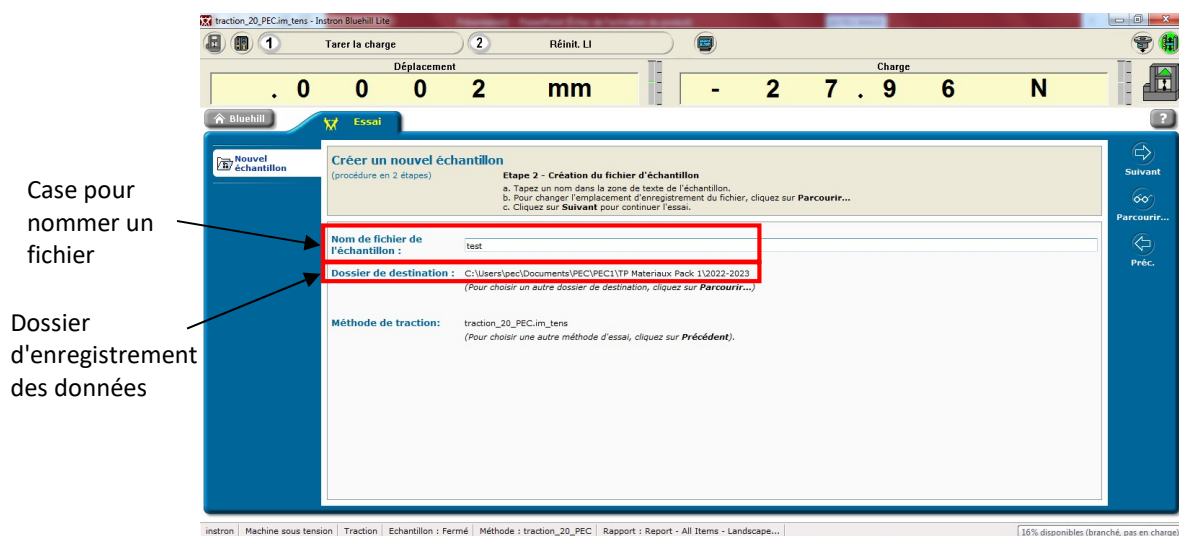 traction_20_PEC.im_tens - Instron Bluehill Lite
1 Tarer la charge 2 Réinit. LI
Déplacement Charge
. 0 0 0 2 mm - 2 7 . 9 6 N
Bluehill Essai ?
Nouvel
échantillon
Créer un nouvel échantillon
(procédure en 2 étapes) Etape 2 - Création du fichier d'échantillon
a. Tapez un nom dans la zone de texte de l'échantillon.
b. Pour changer l'emplacement d'enregistrement du fichier, cliquez sur Parcourir...
c. Cliquez sur Suivant pour continuer l'essai.
Suivant
Parcourir...
Préc.
Case pour
nommer un
fichier
Nom de fichier de
l'échantillon : test
Dossier de destination : C:\Users\pec\Documents\PEC\PEC1\TP Materiaux Pack 1\2022-2023
(Pour choisir un autre dossier de destination, cliquez sur Parcourir...)
Dossier
d'enregistrement
des données
Méthode de traction: traction_20_PEC.im_tens
(Pour choisir une autre méthode d'essai, cliquez sur Précédent).
instron Machine sous tension Traction Echantillon : Fermé Méthode : traction_20_PEC Rapport : Report - All Items - Landscape...
16% disponibles (branché, pas en charge)